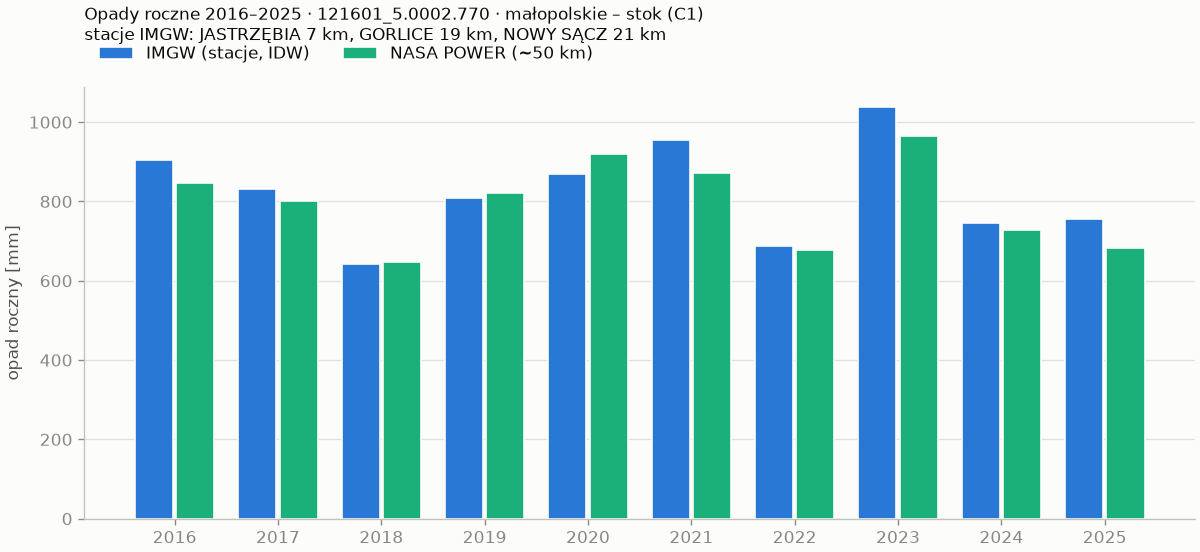 Opady roczne 2016–2025 · 121601_5.0002.770 · małopolskie – stok (C1)
stacje IMGW: JASTRZĘBIA 7 km, GORLICE 19 km, NOWY SĄCZ 21 km
IMGW (stacje, IDW) NASA POWER (~50 km)
opad roczny [mm]
1000
800
600
400
200
0
2016 2017 2018 2019 2020 2021 2022 2023 2024 2025